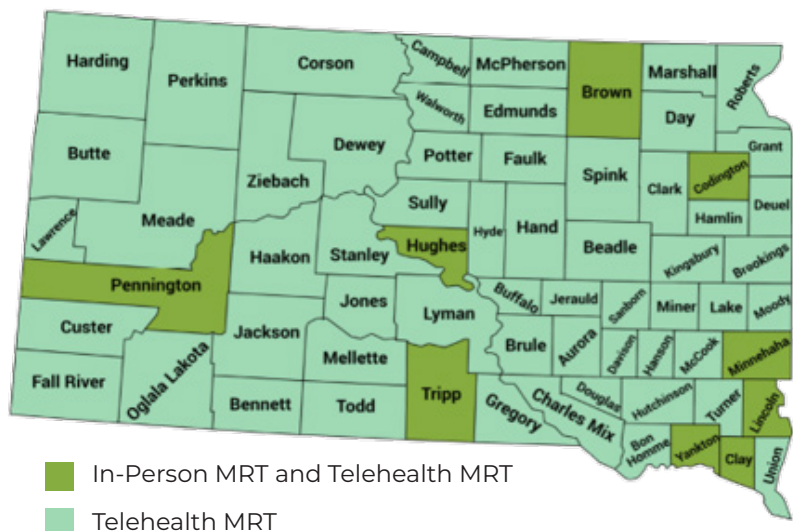 Harding
Perkins
Corson
Campbell
McPherson
Brown
Marshall
Roberts
Walworth
Edmunds
Day
Butte
Dewey
Potter
Faulk
Grant
Ziebach
Spink
Clark
Codington
Lawrence
Meade
Sully
Hyde
Hand
Hamlin
Deuel
Haakon
Stanley
Hughes
Beadle
Kingsbury
Brookings
Pennington
Jones
Lyman
Buffalo
Jerauld
Sanborn
Miner
Lake
Moody
Custer
Jackson
Brule
Aurora
Davison
Hanson
McCook
Minnehaha
Fall River
Oglala Lakota
Mellette
Bennett
Todd
Tripp
Gregory
Charles Mix
Douglas
Hutchinson
Turner
Lincoln
Bon
Homme
Yankton
Clay
Union
In-Person MRT and Telehealth MRT
Telehealth MRT